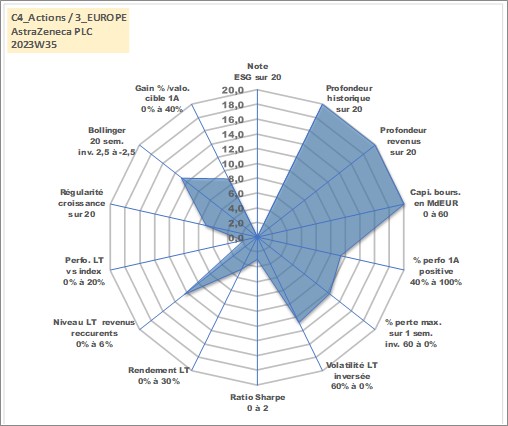 C4_Actions / 3_EUROPE
AstraZeneca PLC
2023W35
Note
ESG sur 20
Profondeur
historique
sur 20
Profondeur
revenus
sur 20
Capi. bours.
en MdEUR
0 à 60
% perfo 1A
positive
40% à 100%
% perte max.
sur 1 sem.
inv. 60 à 0%
Volatilité LT
inversée
60% à 0%
Ratio Sharpe
0 à 2
Rendement LT
0% à 30%
Niveau LT revenus
reccurents
0% à 6%
Perfo. LT
vs index
0% à 20%
Régularité
croissance
sur 20
Bollinger
20 sem.
inv. 2,5 à -2,5
Gain % /valo.
cible 1A
0% à 40%
20,0
18,0
16,0
14,0
12,0
10,0
8,0
6,0
4,0
2,0
0,0